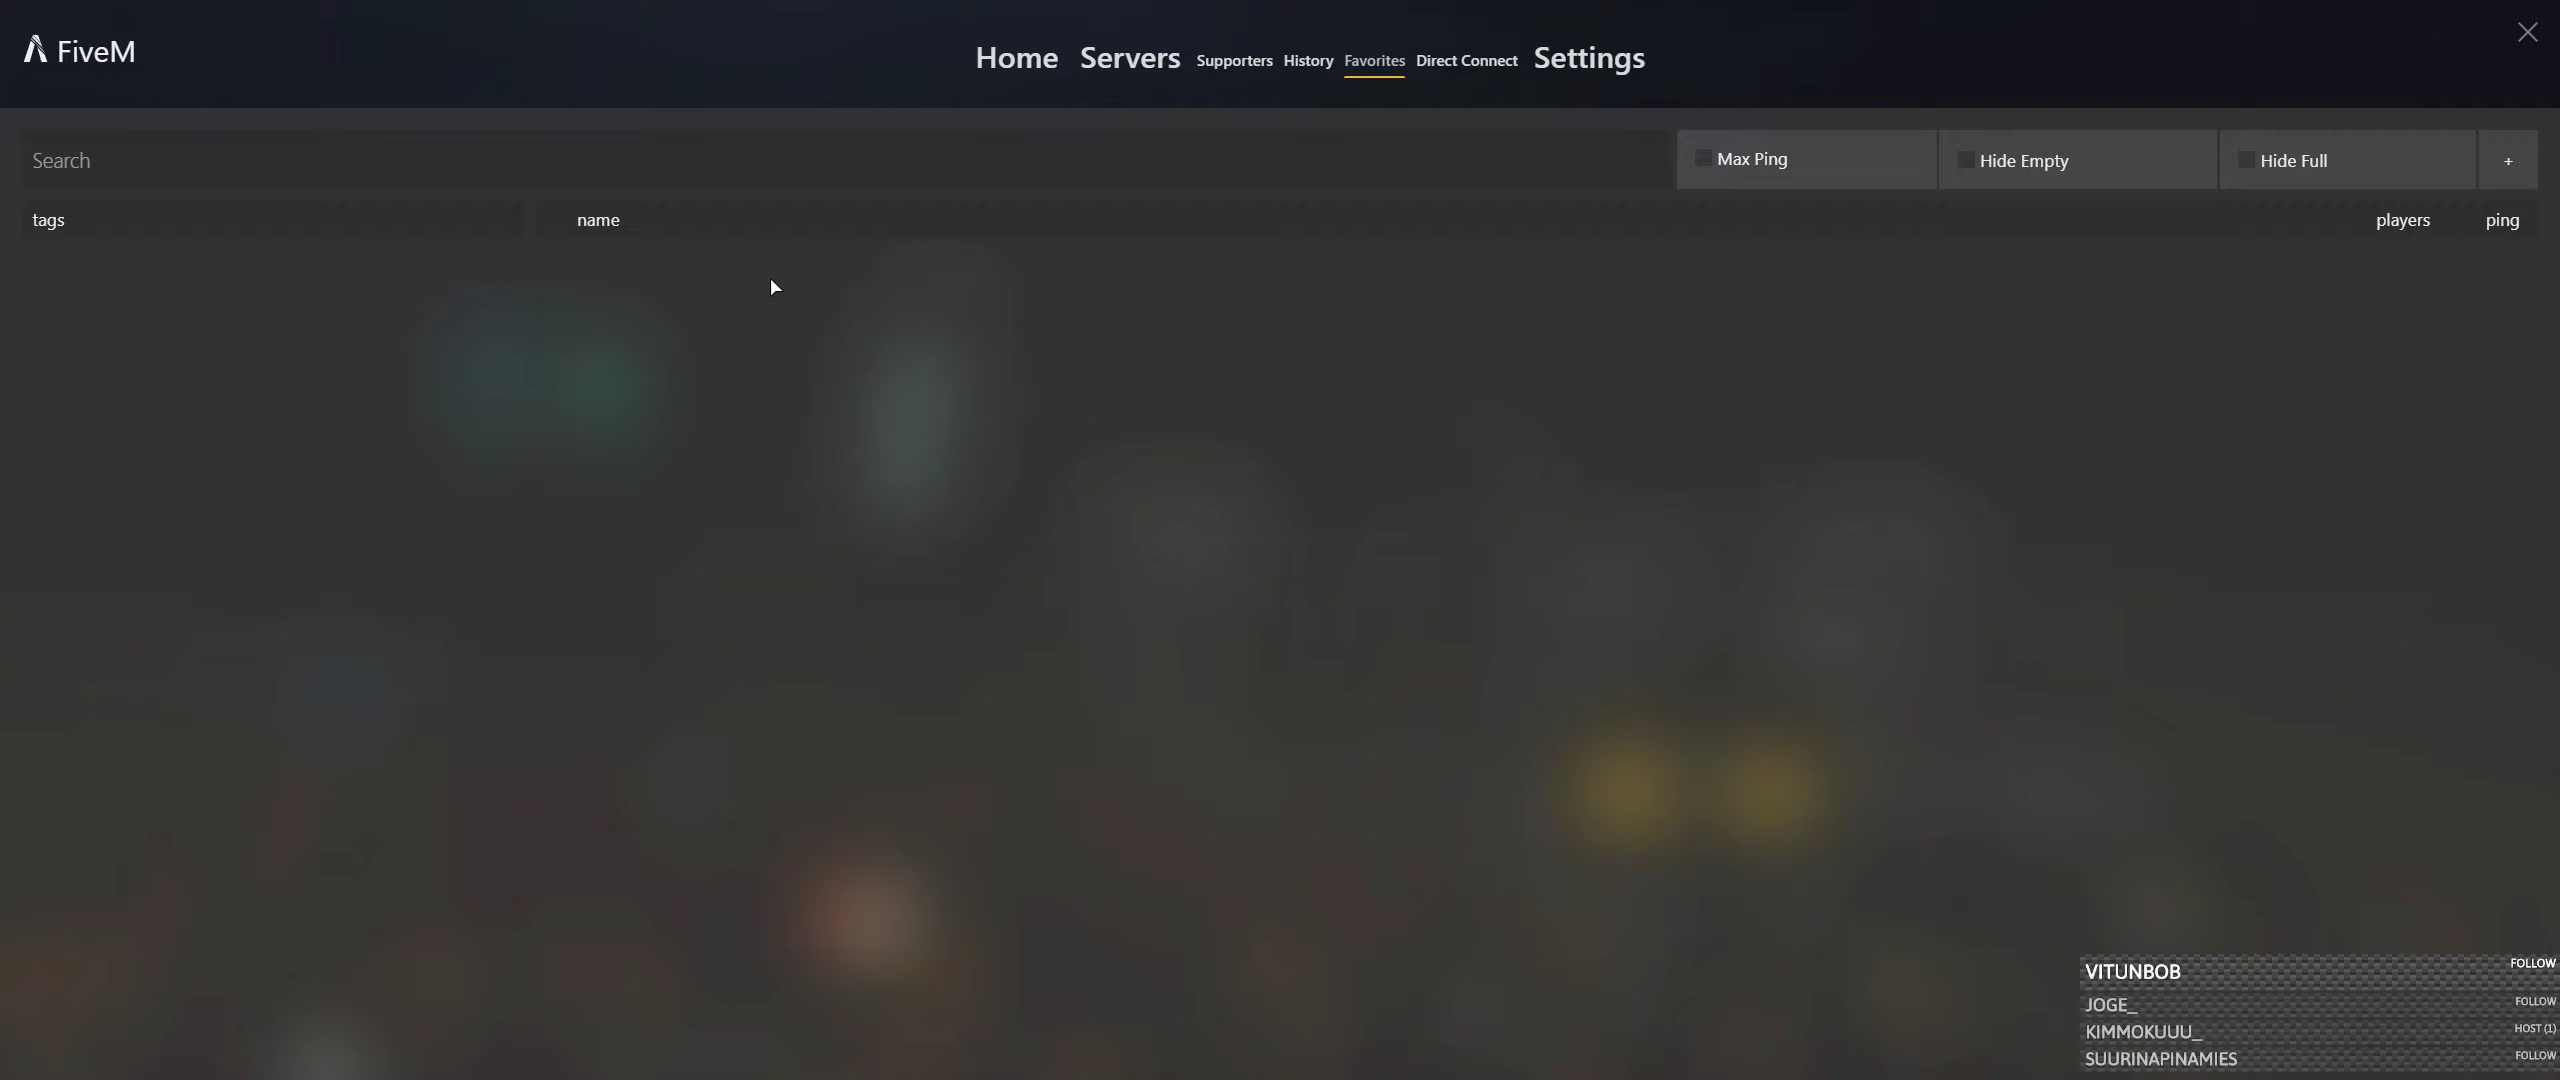 FiveM
Home Servers Supporters History Favorites Direct Connect Settings
Search
Max Ping
Hide Empty
Hide Full
+
tags name players ping
VITUNBOB FOLLOW
JOGE_ FOLLOW
KIMMOKUUU_ HOST (1)
SUURINAPINAMIES FOLLOW